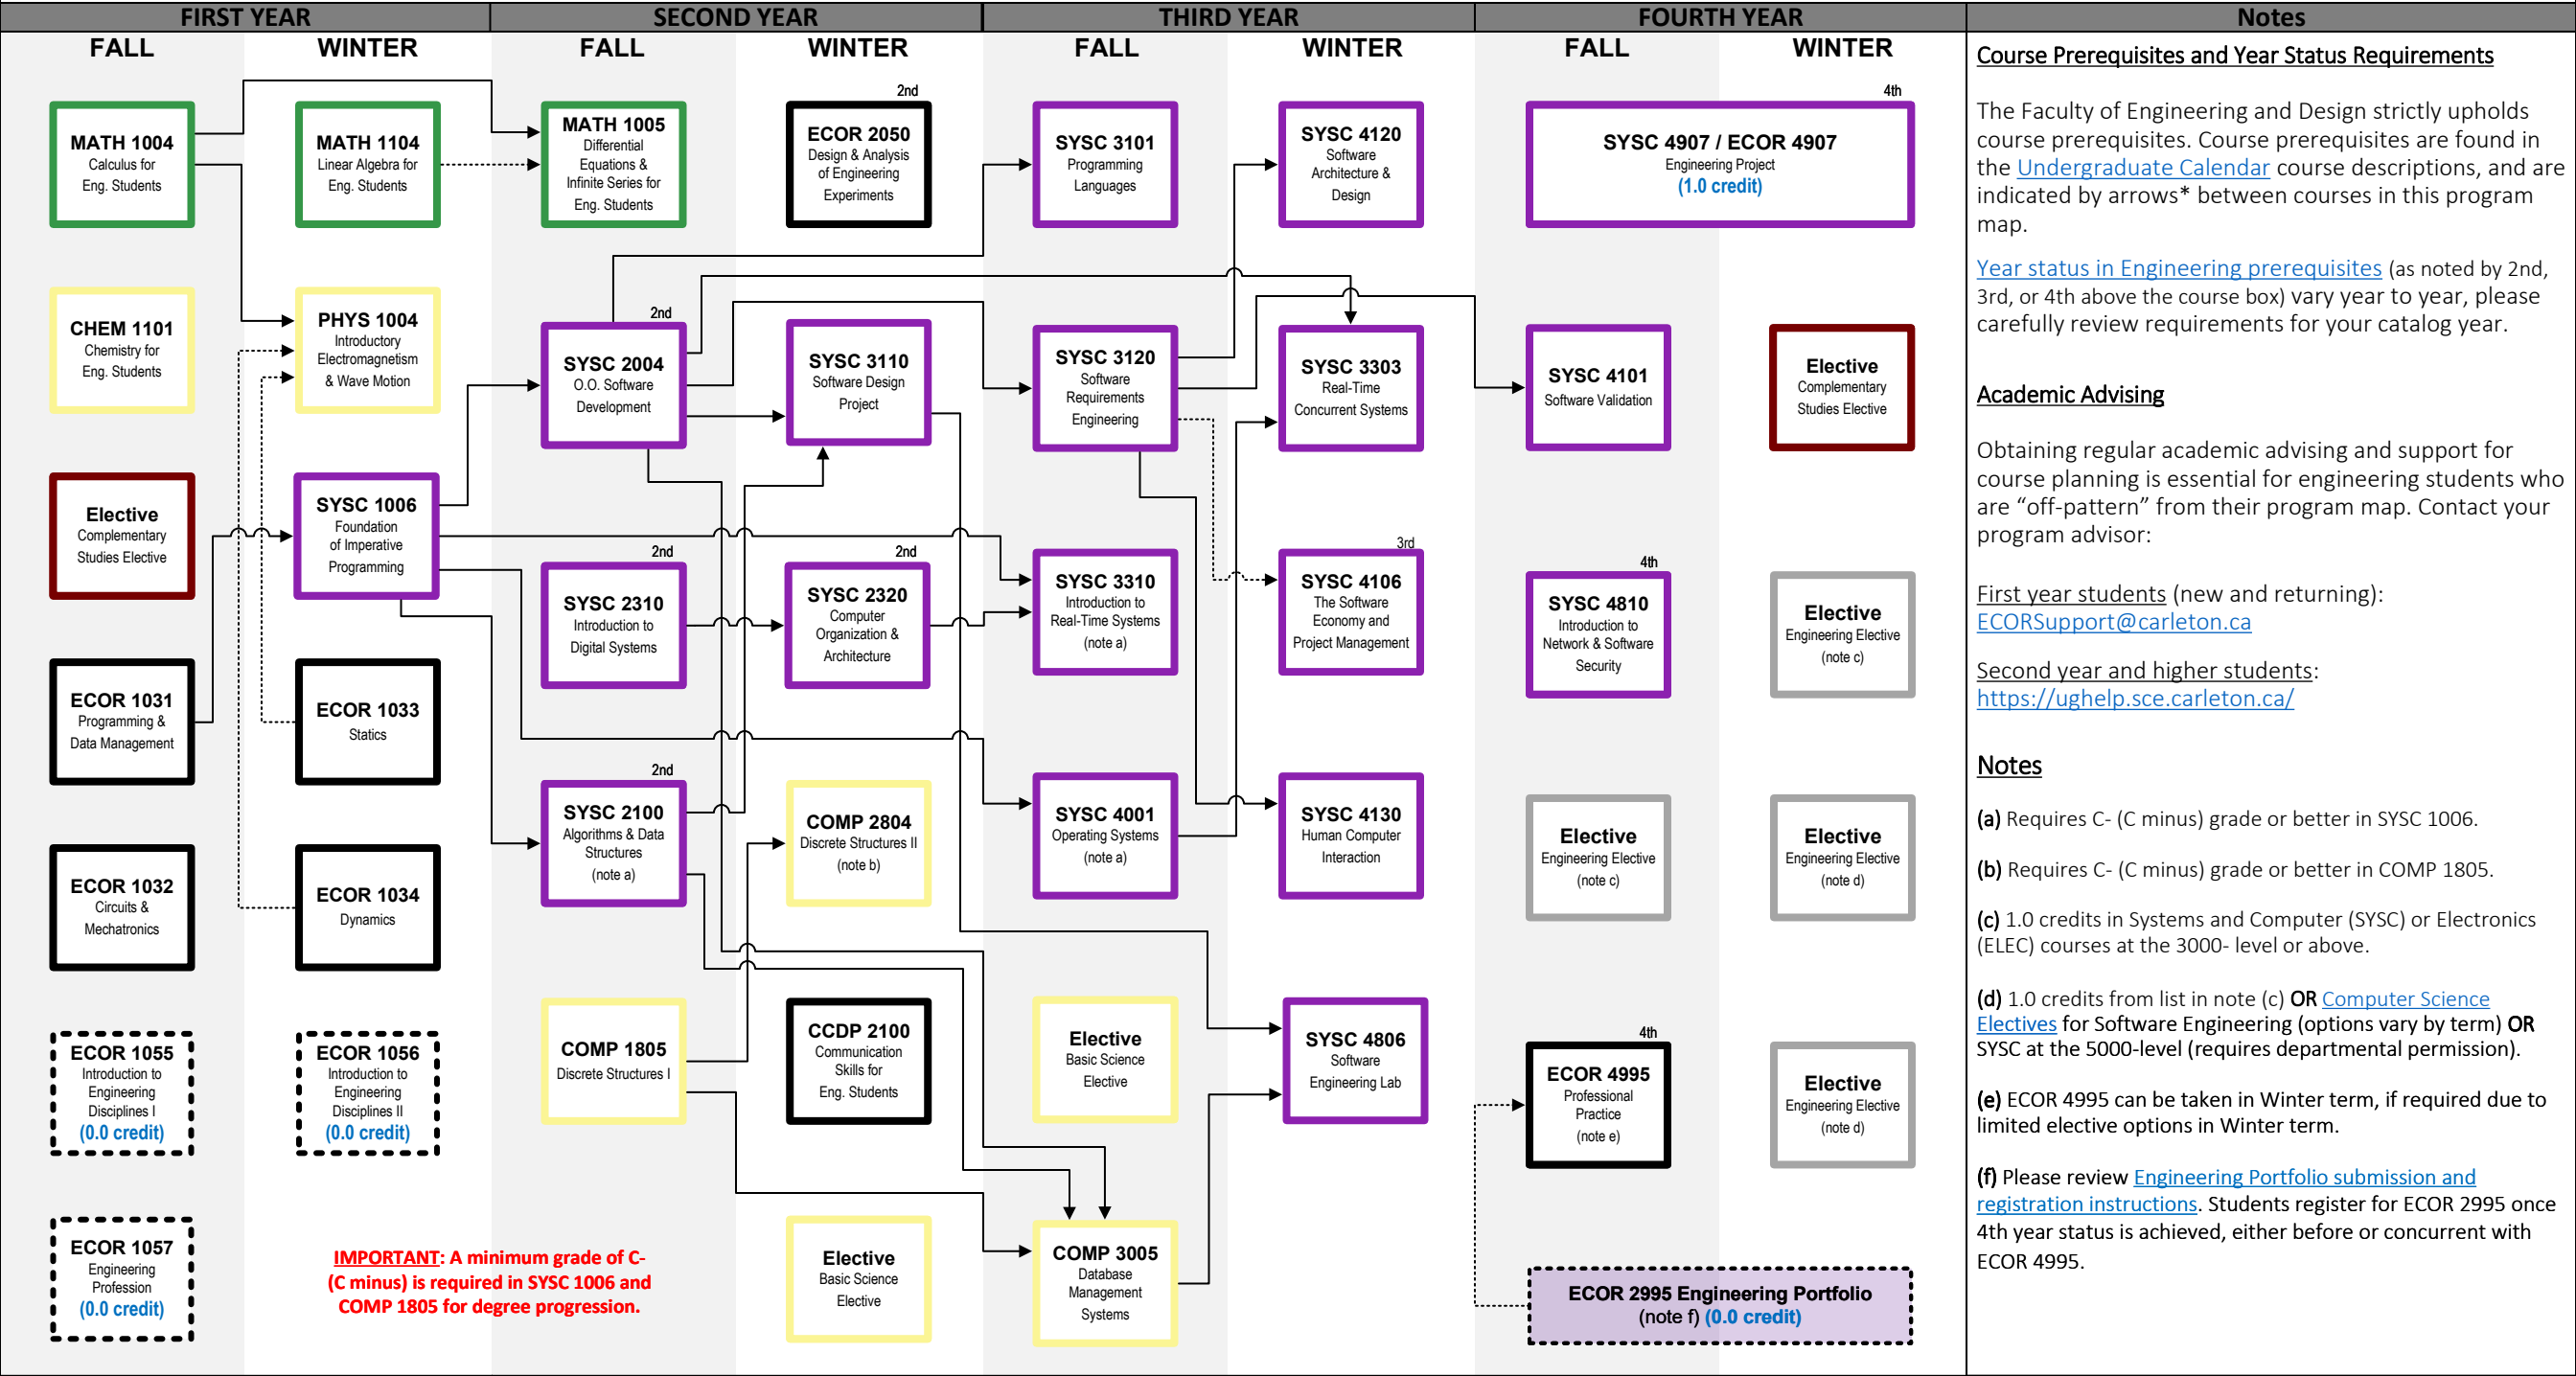 FIRST YEAR
SECOND YEAR
THIRD YEAR
FOURTH YEAR
Notes
FALL
WINTER
FALL
WINTER
FALL
WINTER
FALL
WINTER
MATH 1004
Calculus for
Eng. Students
CHEM 1101
Chemistry for
Eng. Students
Elective
Complementary
Studies Elective
ECOR 1031
Programming &
Data Management
ECOR 1032
Circuits &
Mechatronics
ECOR 1055
Introduction to
Engineering
Disciplines I
(0.0 credit)
ECOR 1057
Engineering
Profession
(0.0 credit)
MATH 1104
Linear Algebra for
Eng. Students
PHYS 1004
Introductory
Electromagnetism
& Wave Motion
SYSC 1006
Foundation
of Imperative
Programming
ECOR 1033
Statics
ECOR 1034
Dynamics
ECOR 1056
Introduction to
Engineering
Disciplines II
(0.0 credit)
IMPORTANT: A minimum grade of C-
(C minus) is required in SYSC 1006 and
COMP 1805 for degree progression.
MATH 1005
Differential
Equations &
Infinite Series for
Eng. Students
2nd
SYSC 2004
O.O. Software
Development
2nd
SYSC 2310
Introduction to
Digital Systems
2nd
SYSC 2100
Algorithms & Data
Structures
(note a)
COMP 1805
Discrete Structures I
2nd
ECOR 2050
Design & Analysis
of Engineering
Experiments
SYSC 3110
Software Design
Project
2nd
SYSC 2320
Computer
Organization &
Architecture
COMP 2804
Discrete Structures II
(note b)
CCDP 2100
Communication
Skills for
Eng. Students
Elective
Basic Science
Elective
SYSC 3101
Programming
Languages
SYSC 3120
Software
Requirements
Engineering
SYSC 3310
Introduction to
Real-Time Systems
(note a)
SYSC 4001
Operating Systems
(note a)
Elective
Basic Science
Elective
COMP 3005
Database
Management
Systems
SYSC 4120
Software
Architecture &
Design
SYSC 3303
Real-Time
Concurrent Systems
3rd
SYSC 4106
The Software
Economy and
Project Management
SYSC 4130
Human Computer
Interaction
SYSC 4806
Software
Engineering Lab
4th
SYSC 4907 / ECOR 4907
Engineering Project
(1.0 credit)
SYSC 4101
Software Validation
4th
SYSC 4810
Introduction to
Network & Software
Security
Elective
Engineering Elective
(note c)
4th
ECOR 4995
Professional
Practice
(note e)
Elective
Complementary
Studies Elective
Elective
Engineering Elective
(note c)
Elective
Engineering Elective
(note d)
Elective
Engineering Elective
(note d)
ECOR 2995 Engineering Portfolio
(note f) (0.0 credit)
Course Prerequisites and Year Status Requirements
The Faculty of Engineering and Design strictly upholds
course prerequisites. Course prerequisites are found in
the Undergraduate Calendar course descriptions, and are
indicated by arrows* between courses in this program
map.
Year status in Engineering prerequisites (as noted by 2nd,
3rd, or 4th above the course box) vary year to year, please
carefully review requirements for your catalog year.
Academic Advising
Obtaining regular academic advising and support for
course planning is essential for engineering students who
are “off-pattern” from their program map. Contact your
program advisor:
First year students (new and returning):
ECORSupport@carleton.ca
Second year and higher students:
https://ughelp.sce.carleton.ca/
Notes
(a) Requires C- (C minus) grade or better in SYSC 1006.
(b) Requires C- (C minus) grade or better in COMP 1805.
(c) 1.0 credits in Systems and Computer (SYSC) or Electronics
(ELEC) courses at the 3000- level or above.
(d) 1.0 credits from list in note (c) OR Computer Science
Electives for Software Engineering (options vary by term) OR
SYSC at the 5000-level (requires departmental permission).
(e) ECOR 4995 can be taken in Winter term, if required due to
limited elective options in Winter term.
(f) Please review Engineering Portfolio submission and
registration instructions. Students register for ECOR 2995 once
4th year status is achieved, either before or concurrent with
ECOR 4995.